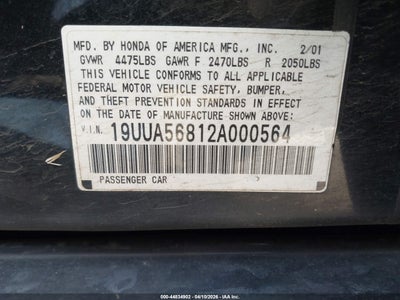 MFD. BY HONDA OF AMERICA MFG., INC. 2/01
GVWR 4475LBS GAWR F 2470LBS R 2050LBS
THIS VEHICLE CONFORMS TO ALL APPLICABLE
FEDERAL MOTOR VEHICLE SAFETY, BUMPER,
AND THEFT PREVENTION STANDARDS IN EFFECT
ON THE DATE OF MANUFACTURE SHOWN ABOVE.
V.I.N. 19UUA56812A000564
PASSENGER CAR
000-44834902 - 04/10/2026 - IAA Inc.